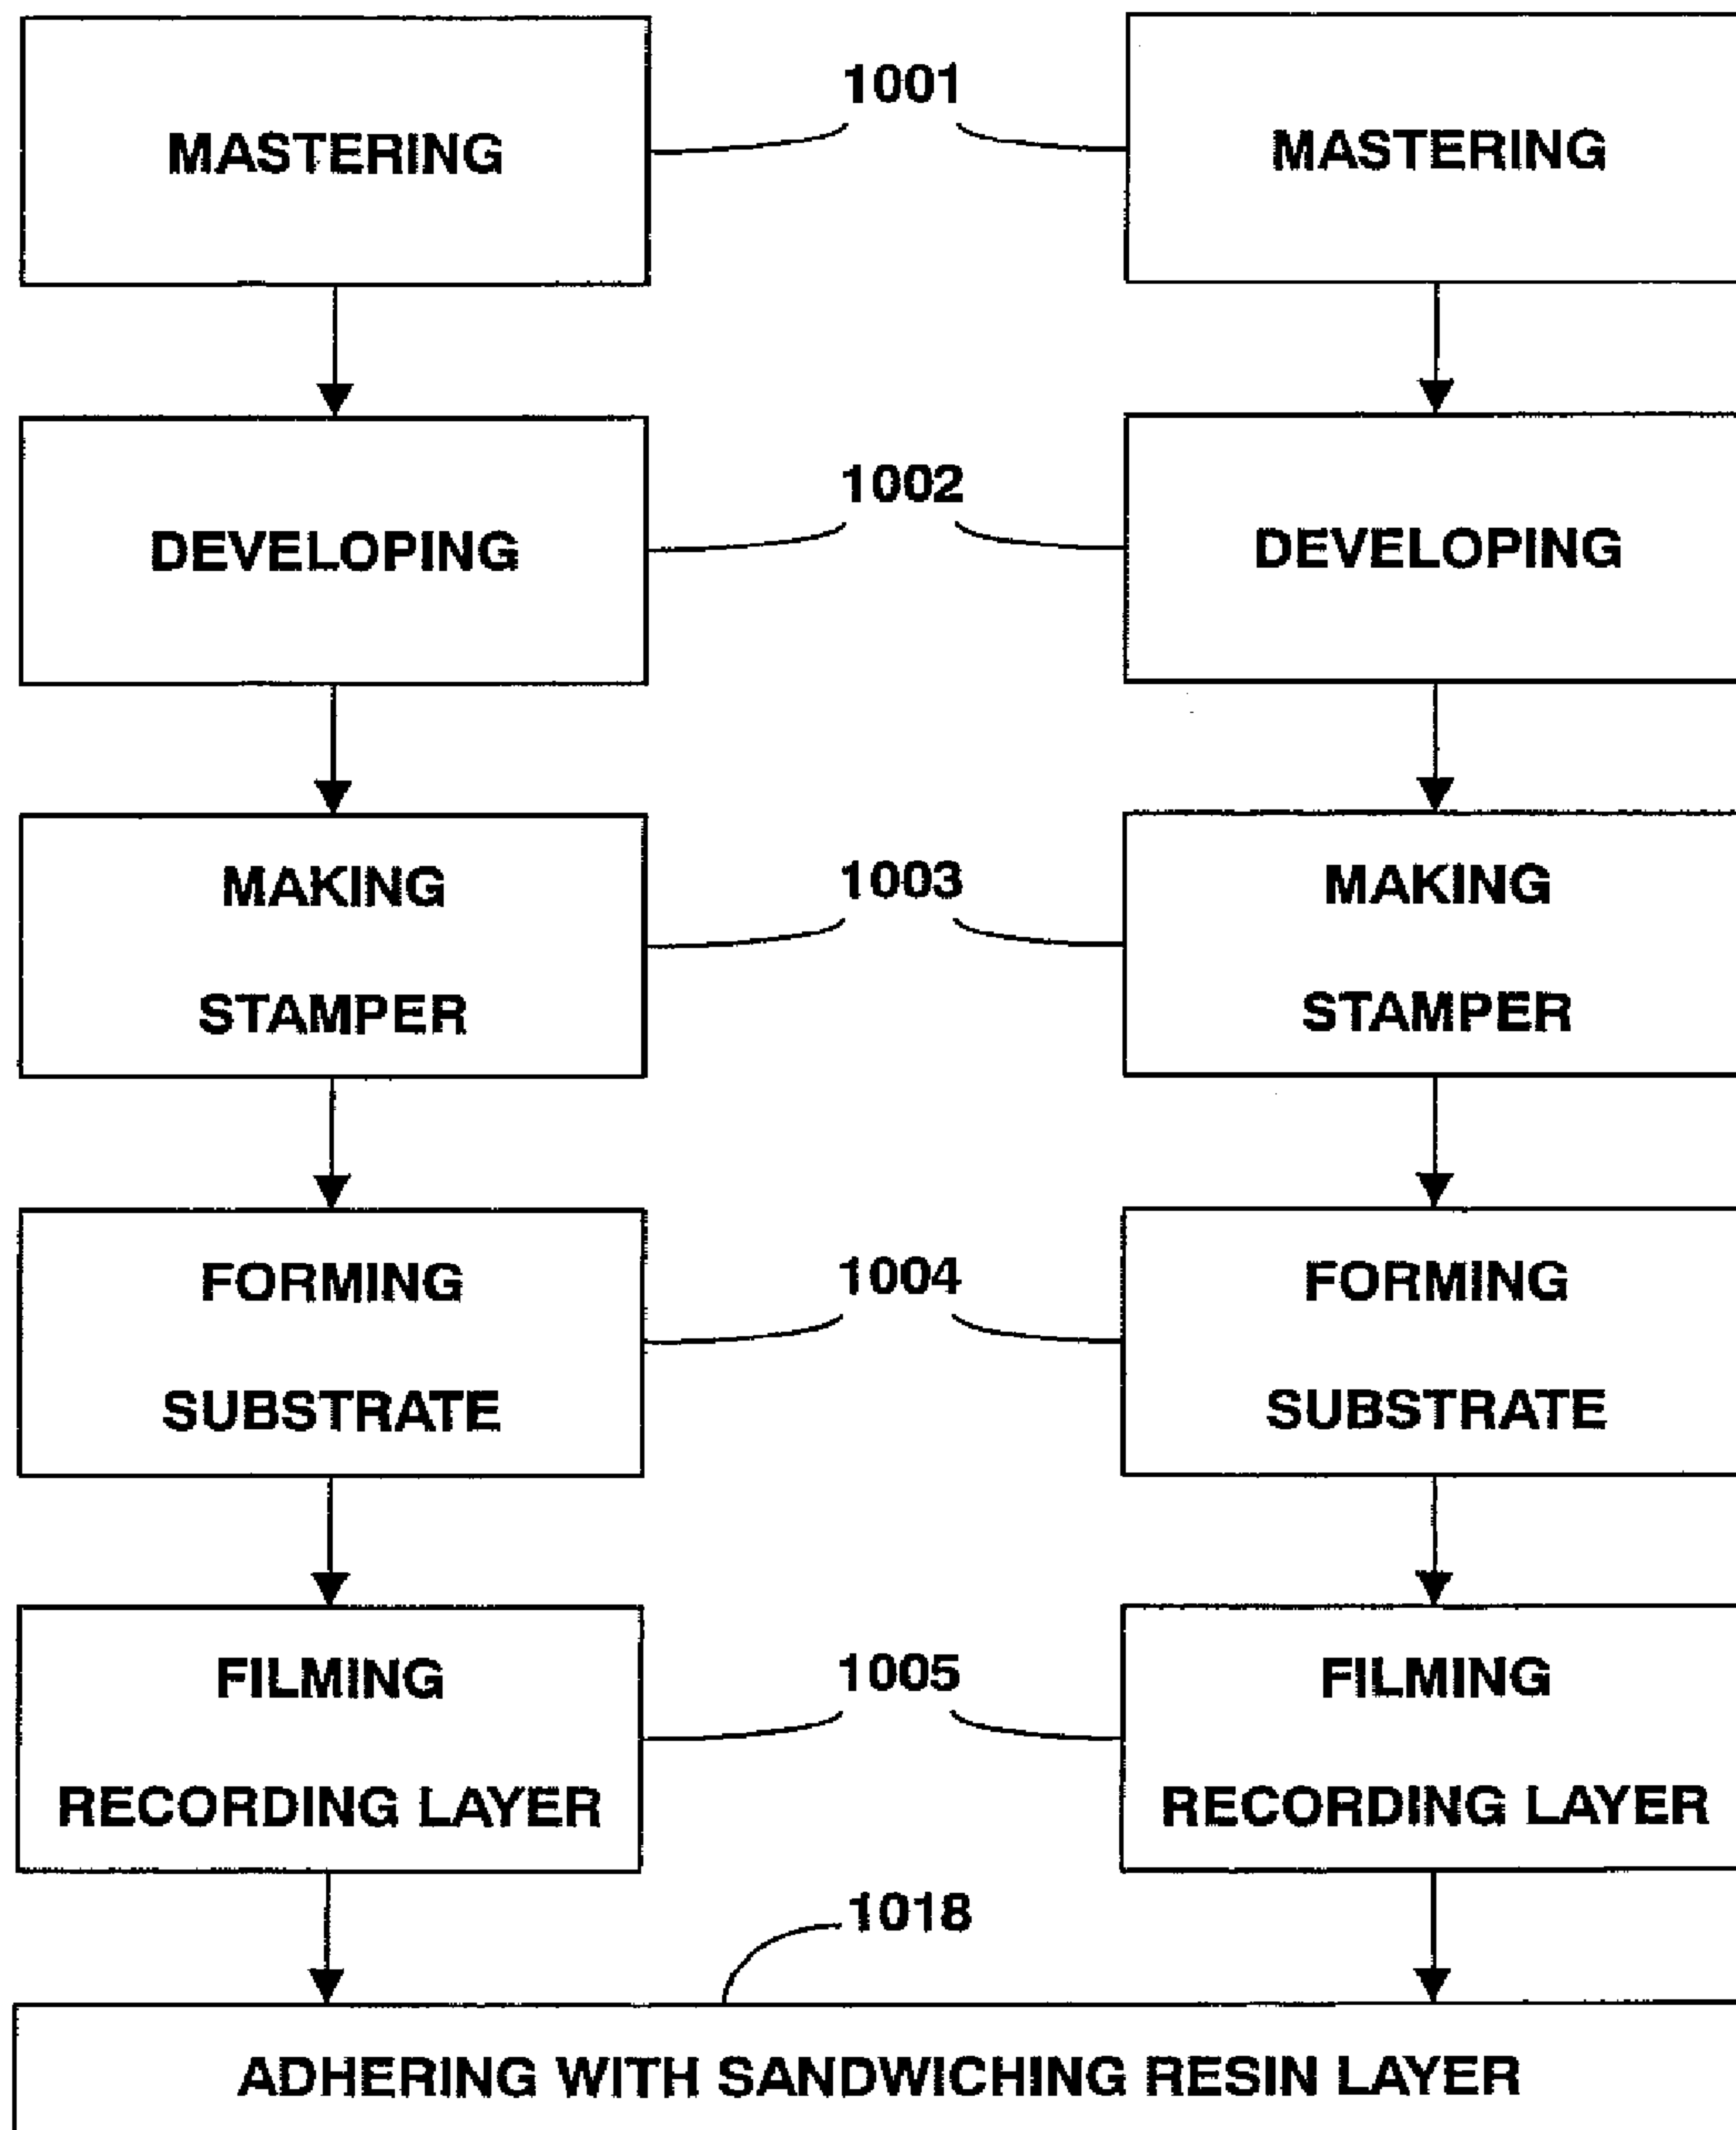 MASTERING
1001
MASTERING
DEVELOPING
1002
DEVELOPING
MAKING
STAMPER
1003
MAKING
STAMPER
FORMING
SUBSTRATE
1004
FORMING
SUBSTRATE
FILMING
RECORDING LAYER
1005
FILMING
RECORDING LAYER
1018
ADHERING WITH SANDWICHING RESIN LAYER